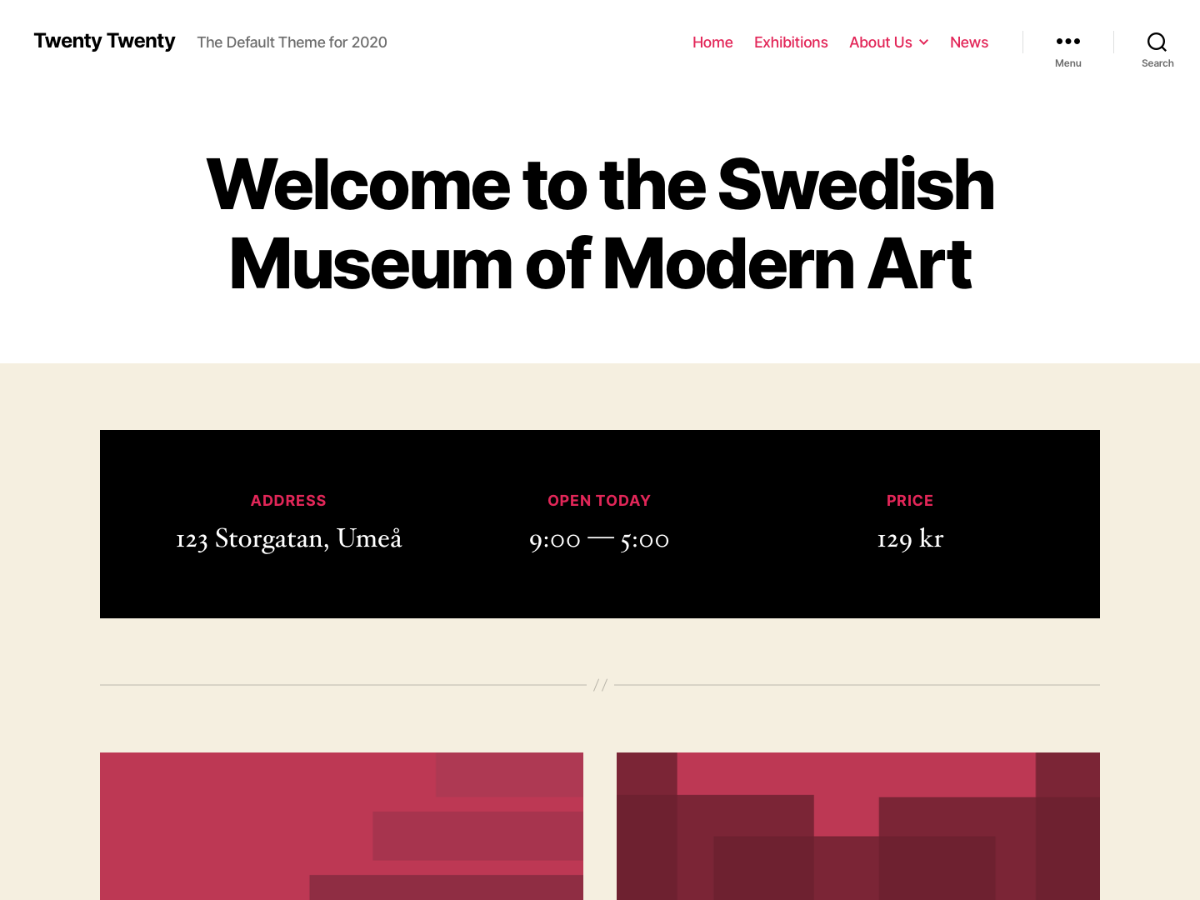 Twenty Twenty
The Default Theme for 2020
Home
Exhibitions
About Us
News
Menu
Search
Welcome to the Swedish
Museum of Modern Art
ADDRESS
123 Storgatan, Umeå
OPEN TODAY
9:00 — 5:00
PRICE
129 kr
//